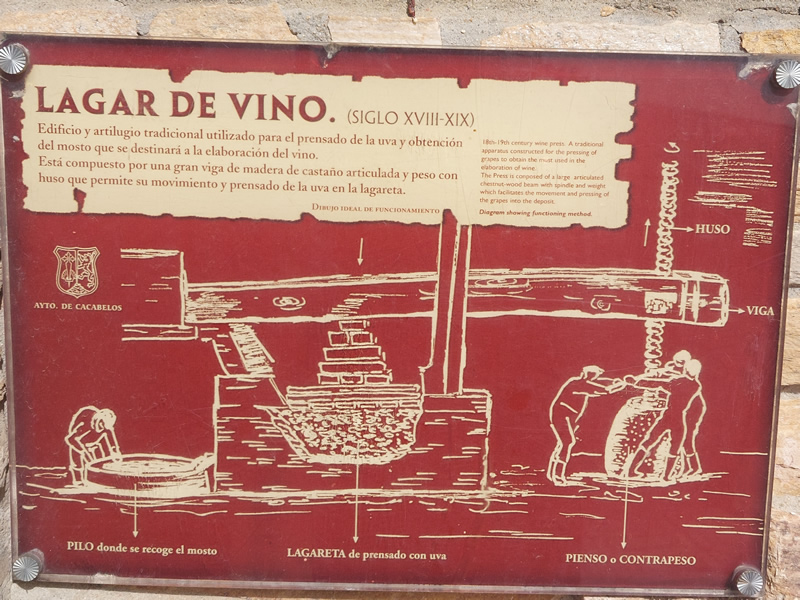 LAGAR DE VINO. (SIGLO XVIII-XIX)
Edificio y artilugio tradicional utilizado para el prensado de la uva y obtención
del mosto que se destinará a la elaboración del vino.
Está compuesto por una gran viga de madera de castaño articulada y peso con
huso que permite su movimiento y prensado de la uva en la lagareta.
DIBUJO IDEAL DE FUNCIONAMIENTO
18th-19th century wine press. A traditional
apparatus constructed for the pressing of
grapes to obtain the must used in the
elaboration of wine.
The Press is conposed of a large articulated
chestnut-wood beam with spindle and weight
which facilitates the movement and pressing of
the grapes into the deposit.
Diagram showing functioning method.
HUSO
AYTO. DE CACABELOS
VIGA
PILO donde se recoge el mosto
LAGARETA de prensado con uva
PIENSO o CONTRAPESO